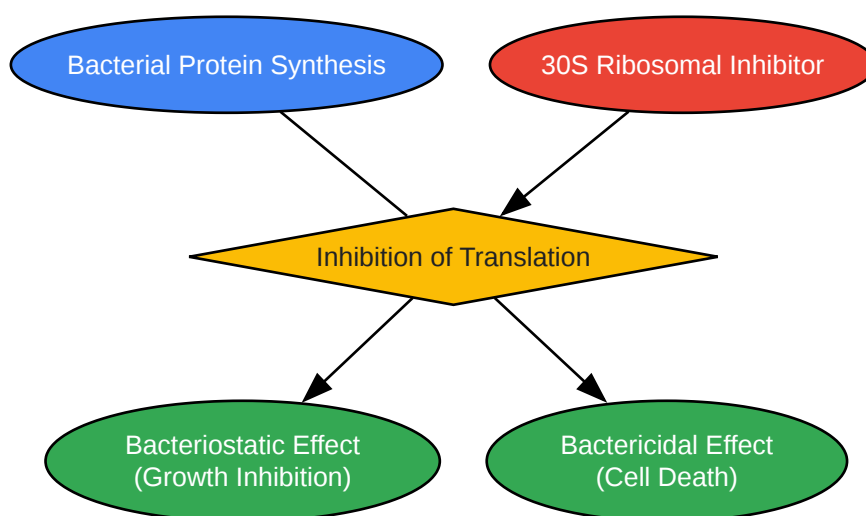 Bacterial Protein Synthesis
30S Ribosomal Inhibitor
Inhibition of Translation
Bacteriostatic Effect
(Growth Inhibition)
Bactericidal Effect
(Cell Death)